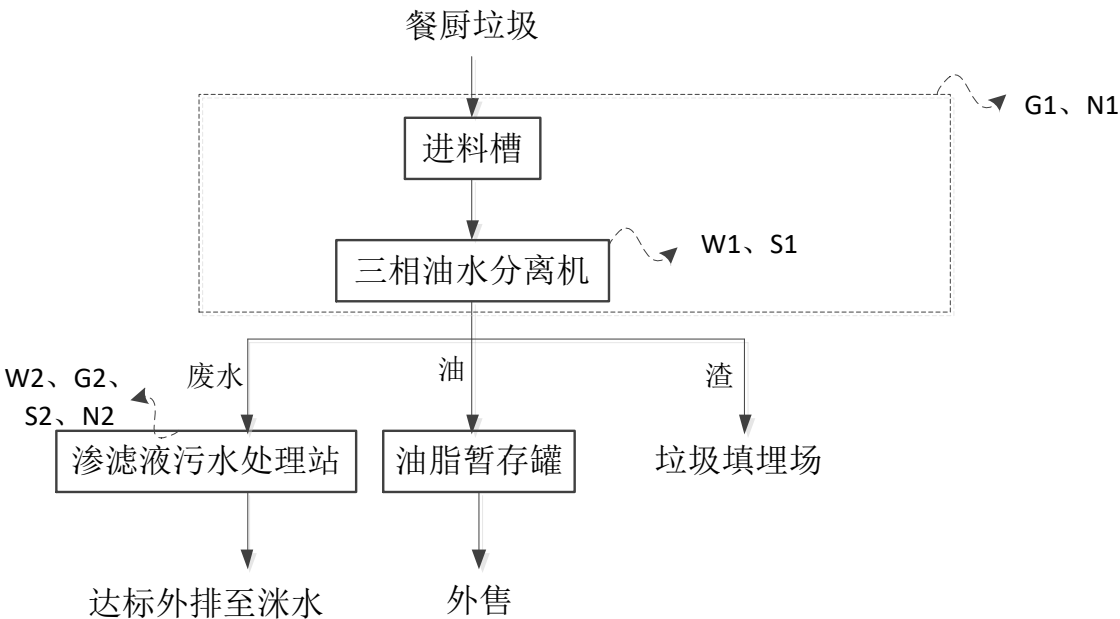 餐厨垃圾
G1、N1
进料槽
W1、S1
三相油水分离机
W2、G2、
S2、N2
废水
油
渣
渗滤液污水处理站
油脂暂存罐
垃圾填埋场
达标外排至洣水
外售